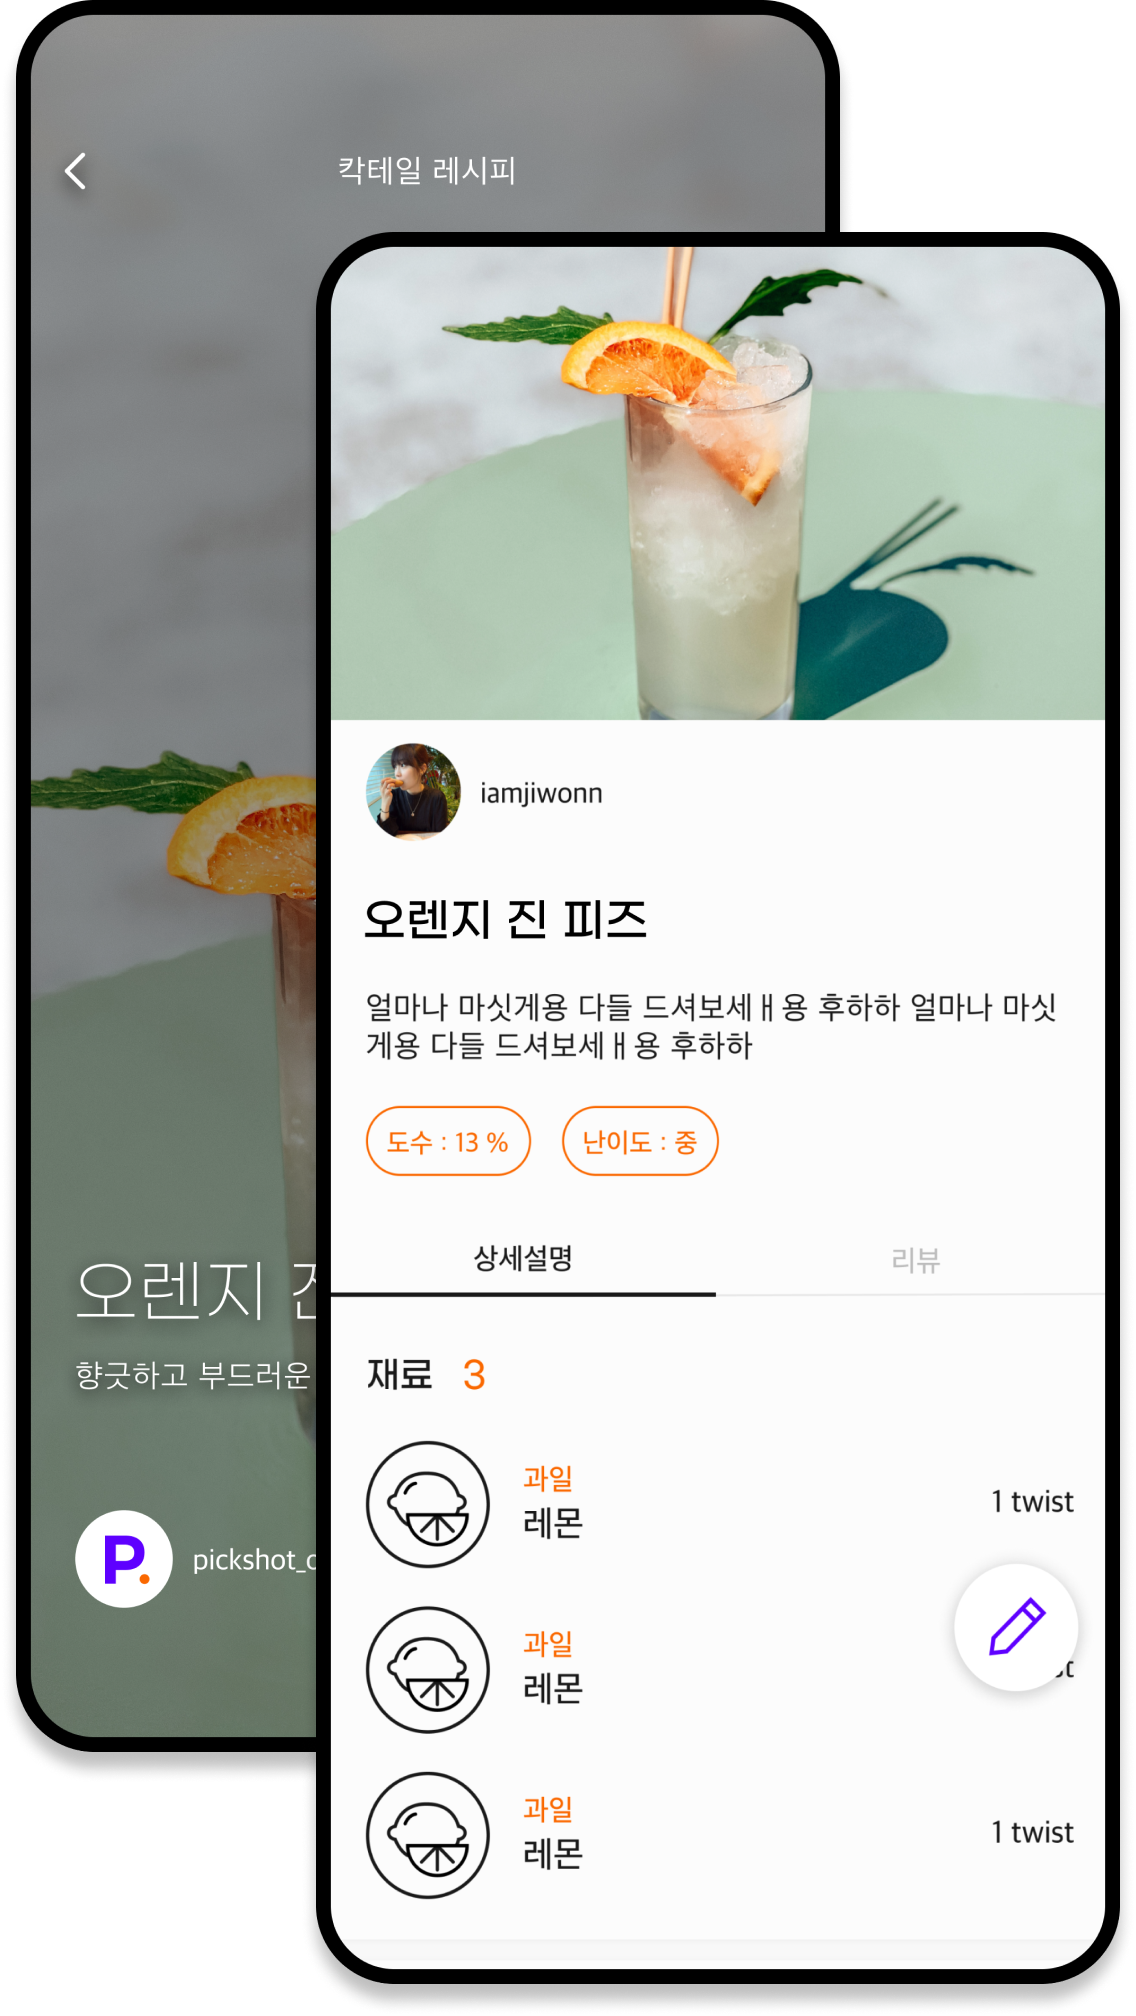 칵테일 레시피
오렌지 진
향긋하고 부드러운
P.
pickshot_
iamjiwonn
오렌지 진 피즈
얼마나 마싯게용 다들 드셔보세ㅐ용 후하하 얼마나 마싯
게용 다들 드셔보세ㅐ용 후하하
도수 : 13 %
난이도 : 중
상세설명
리뷰
재료 3
과일
레몬
1 twist
과일
레몬
과일
레몬
1 twist